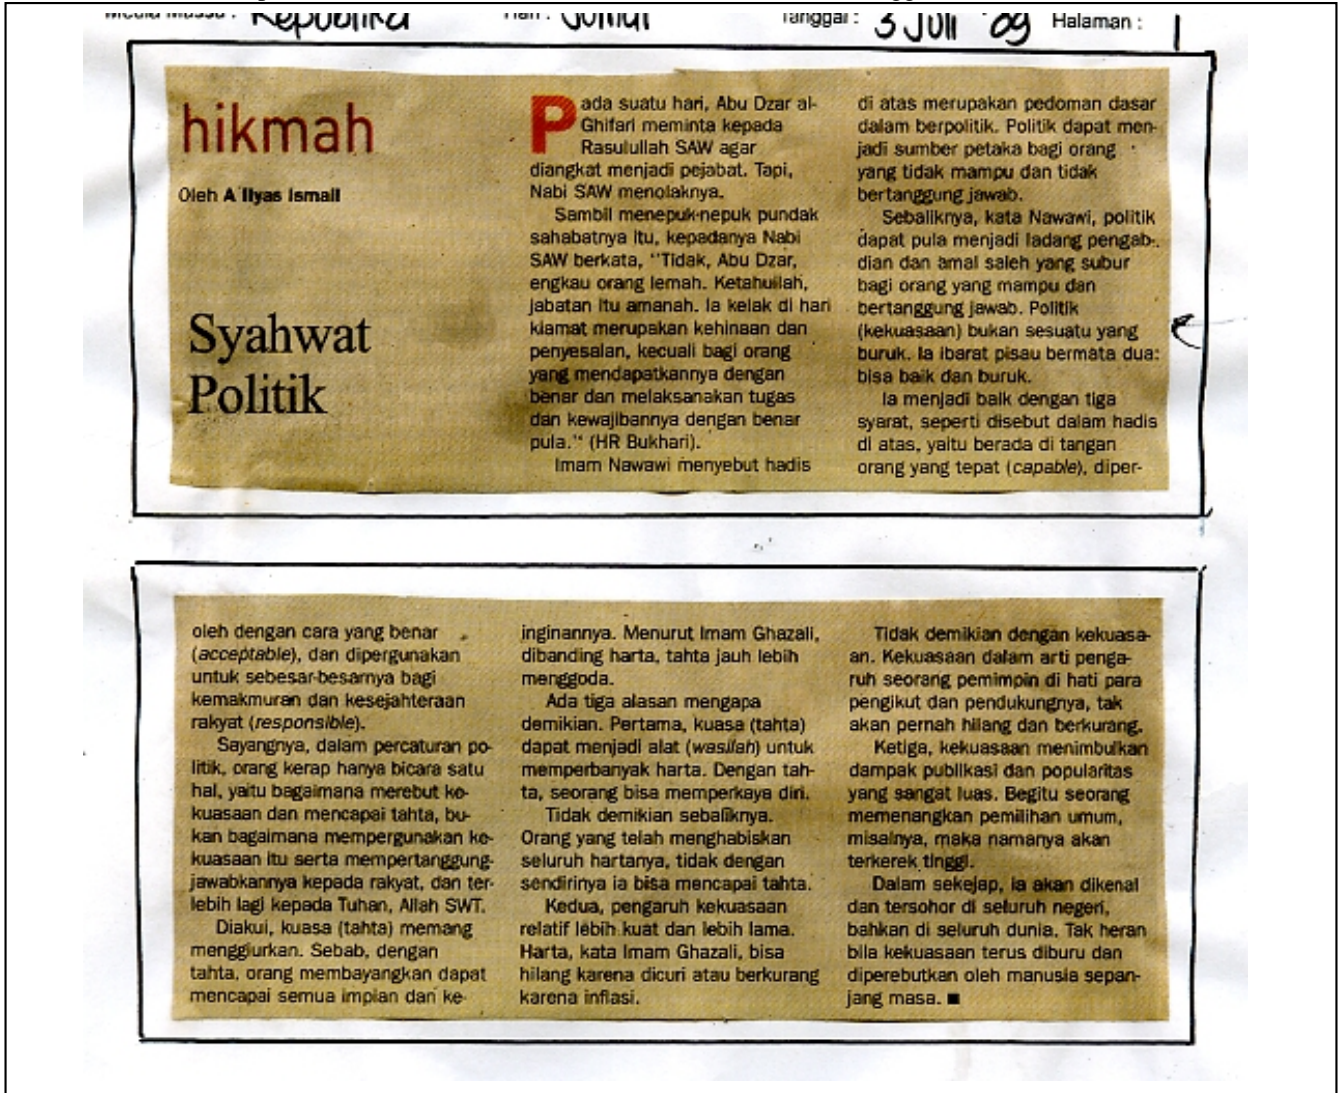 Media Massa : Republika Hari : Jum'at Tanggal : 3 Juli '09 Halaman : 1
hikmah
Oleh A Ilyas Ismail
Syahwat
Politik
Pada suatu hari, Abu Dzar al-
Ghifari meminta kepada
Rasulullah SAW agar
diangkat menjadi pejabat. Tapi,
Nabi SAW menolaknya.
Sambil menepuk-nepuk pundak
sahabatnya itu, kepadanya Nabi
SAW berkata, "Tidak, Abu Dzar,
engkau orang lemah. Ketahuilah,
jabatan itu amanah. Ia kelak di hari
kiamat merupakan kehinaan dan
penyesalan, kecuali bagi orang
yang mendapatkannya dengan
benar dan melaksanakan tugas
dan kewajibannya dengan benar
pula." (HR Bukhari).
Imam Nawawi menyebut hadis
di atas merupakan pedoman dasar
dalam berpolitik. Politik dapat men-
jadi sumber petaka bagi orang
yang tidak mampu dan tidak
bertanggung jawab.
Sebaliknya, kata Nawawi, politik
dapat pula menjadi ladang pengab-
dian dan amal saleh yang subur
bagi orang yang mampu dan
bertanggung jawab. Politik
(kekuasaan) bukan sesuatu yang
buruk. Ia ibarat pisau bermata dua:
bisa baik dan buruk.
Ia menjadi baik dengan tiga
syarat, seperti disebut dalam hadis
di atas, yaitu berada di tangan
orang yang tepat (capable), diper-
oleh dengan cara yang benar
(acceptable), dan dipergunakan
untuk sebesar-besarnya bagi
kemakmuran dan kesejahteraan
rakyat (responsible).
Sayangnya, dalam percaturan po-
litik, orang kerap hanya bicara satu
hal, yaitu bagaimana merebut ke-
kuasaan dan mencapai tahta, bu-
kan bagaimana mempergunakan ke-
kuasaan itu serta mempertanggung-
jawabkannya kepada rakyat, dan ter-
lebih lagi kepada Tuhan, Allah SWT.
Diakui, kuasa (tahta) memang
menggiurkan. Sebab, dengan
tahta, orang membayangkan dapat
mencapai semua impian dan ke-
inginannya. Menurut Imam Ghazali,
dibanding harta, tahta jauh lebih
menggoda.
Ada tiga alasan mengapa
demikian. Pertama, kuasa (tahta)
dapat menjadi alat (wasilah) untuk
memperbanyak harta. Dengan tah-
ta, seorang bisa memperkaya diri.
Tidak demikian sebaliknya.
Orang yang telah menghabiskan
seluruh hartanya, tidak dengan
sendirinya ia bisa mencapai tahta.
Kedua, pengaruh kekuasaan
relatif lebih kuat dan lebih lama.
Harta, kata Imam Ghazali, bisa
hilang karena dicuri atau berkurang
karena inflasi.
Tidak demikian dengan kekuasa-
an. Kekuasaan dalam arti penga-
ruh seorang pemimpin di hati para
pengikut dan pendukungnya, tak
akan pernah hilang dan berkurang.
Ketiga, kekuasaan menimbulkan
dampak publikasi dan popularitas
yang sangat luas. Begitu seorang
memenangkan pemilihan umum,
misalnya, maka namanya akan
terkerek tinggi.
Dalam sekejap, ia akan dikenal
dan tersohor di seluruh negeri,
bahkan di seluruh dunia. Tak heran
bila kekuasaan terus diburu dan
diperebutkan oleh manusia sepan-
jang masa. ■